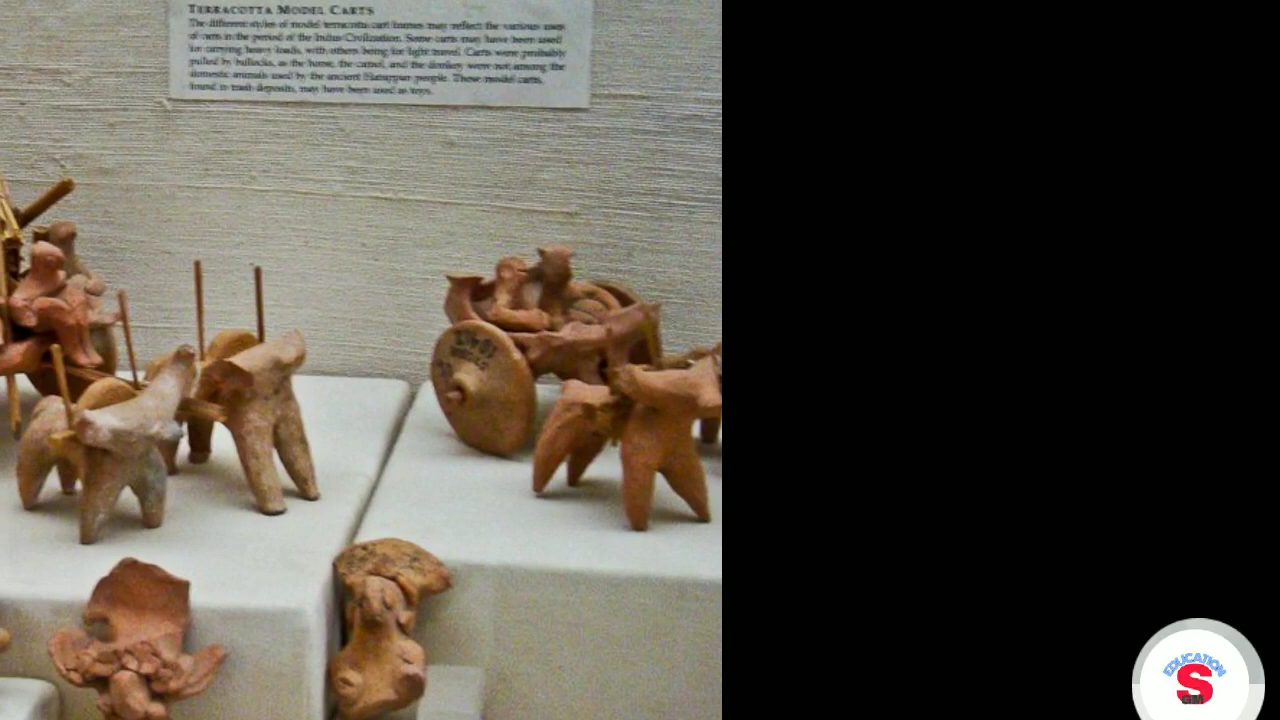 TERRACOTTA MODEL CARTS
The different styles of model terracotta cart frames may reflect the various uses
of carts in the period of the Indus Civilization. Some carts may have been used
for carrying heavy loads, with others being for light travel. Carts were probably
pulled by bullocks, as the horse, the camel, and the donkey were not among the
domestic animals used by the ancient Harappan people. These model carts,
found in trash deposits, may have been used as toys.
EDUCATION
S